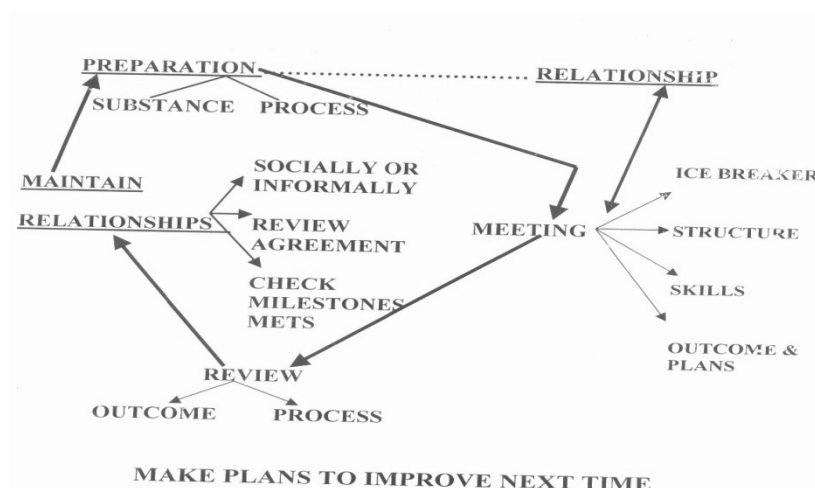 PREPARATION
RELATIONSHIP
SUBSTANCE
PROCESS
SOCIALLY OR
INFORMALLY
ICE BREAKER
MAINTAIN
RELATIONSHIPS
REVIEW
AGREEMENT
MEETING
STRUCTURE
CHECK
MILESTONES
METS
SKILLS
OUTCOME &
PLANS
REVIEW
OUTCOME
PROCESS
MAKE PLANS TO IMPROVE NEXT TIME